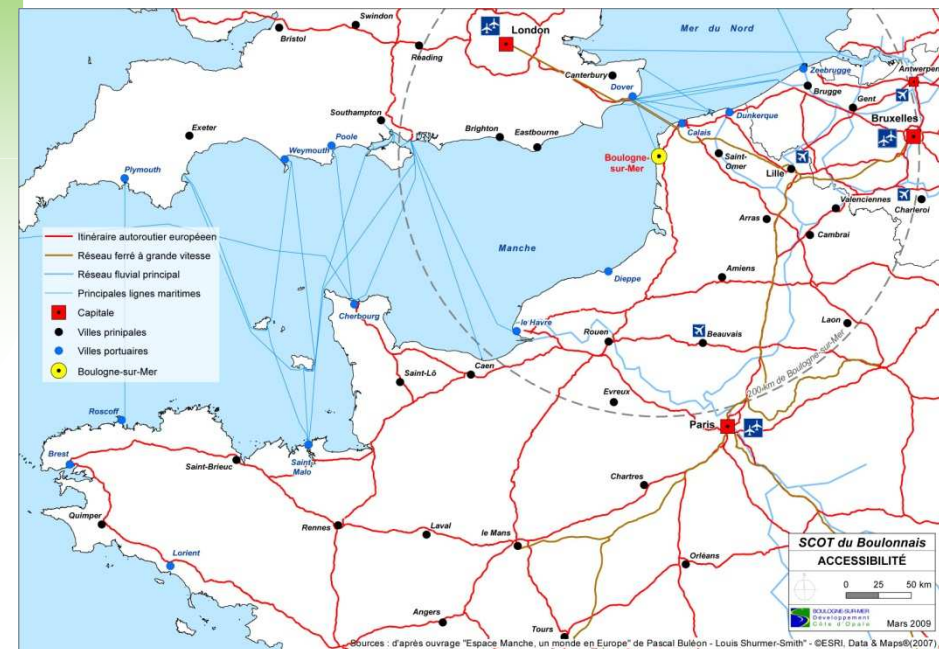 Swindon
Bristol
Reading
London
Mer du Nord
Canterbury
Dover
Zeebrugge
Antwerpen
Brugge
Gent
Bruxelles
Southampton
Exeter
Poole
Weymouth
Brighton
Eastbourne
Plymouth
Calais
Dunkerque
Boulogne-
sur-Mer
Saint-
Omer
Lille
Valenciennes
Charleroi
Arras
Cambrai
Manche
Dieppe
Amiens
Cherbourg
le Havre
Rouen
Beauvais
Laon
200 km de Boulogne-sur-Mer
Saint-Lô
Caen
Evreux
Paris
Roscoff
Brest
Saint-Brieuc
Saint-
Malo
Chartres
Quimper
Rennes
Laval
le Mans
Orléans
Lorient
Angers
Tours
Itinéraire autoroutier européeen
Réseau ferré à grande vitesse
Réseau fluvial principal
Principales lignes maritimes
Capitale
Villes prinipales
Villes portuaires
Boulogne-sur-Mer
SCOT du Boulonnais
ACCESSIBILITÉ
0 25 50 km
BOULOGNE-SUR-MER
Développement
Côte d'Opale
Mars 2009
Sources : d'après ouvrage "Espace Manche, un monde en Europe" de Pascal Buléon - Louis Shurmer-Smith" - ©ESRI, Data & Maps®(2007),